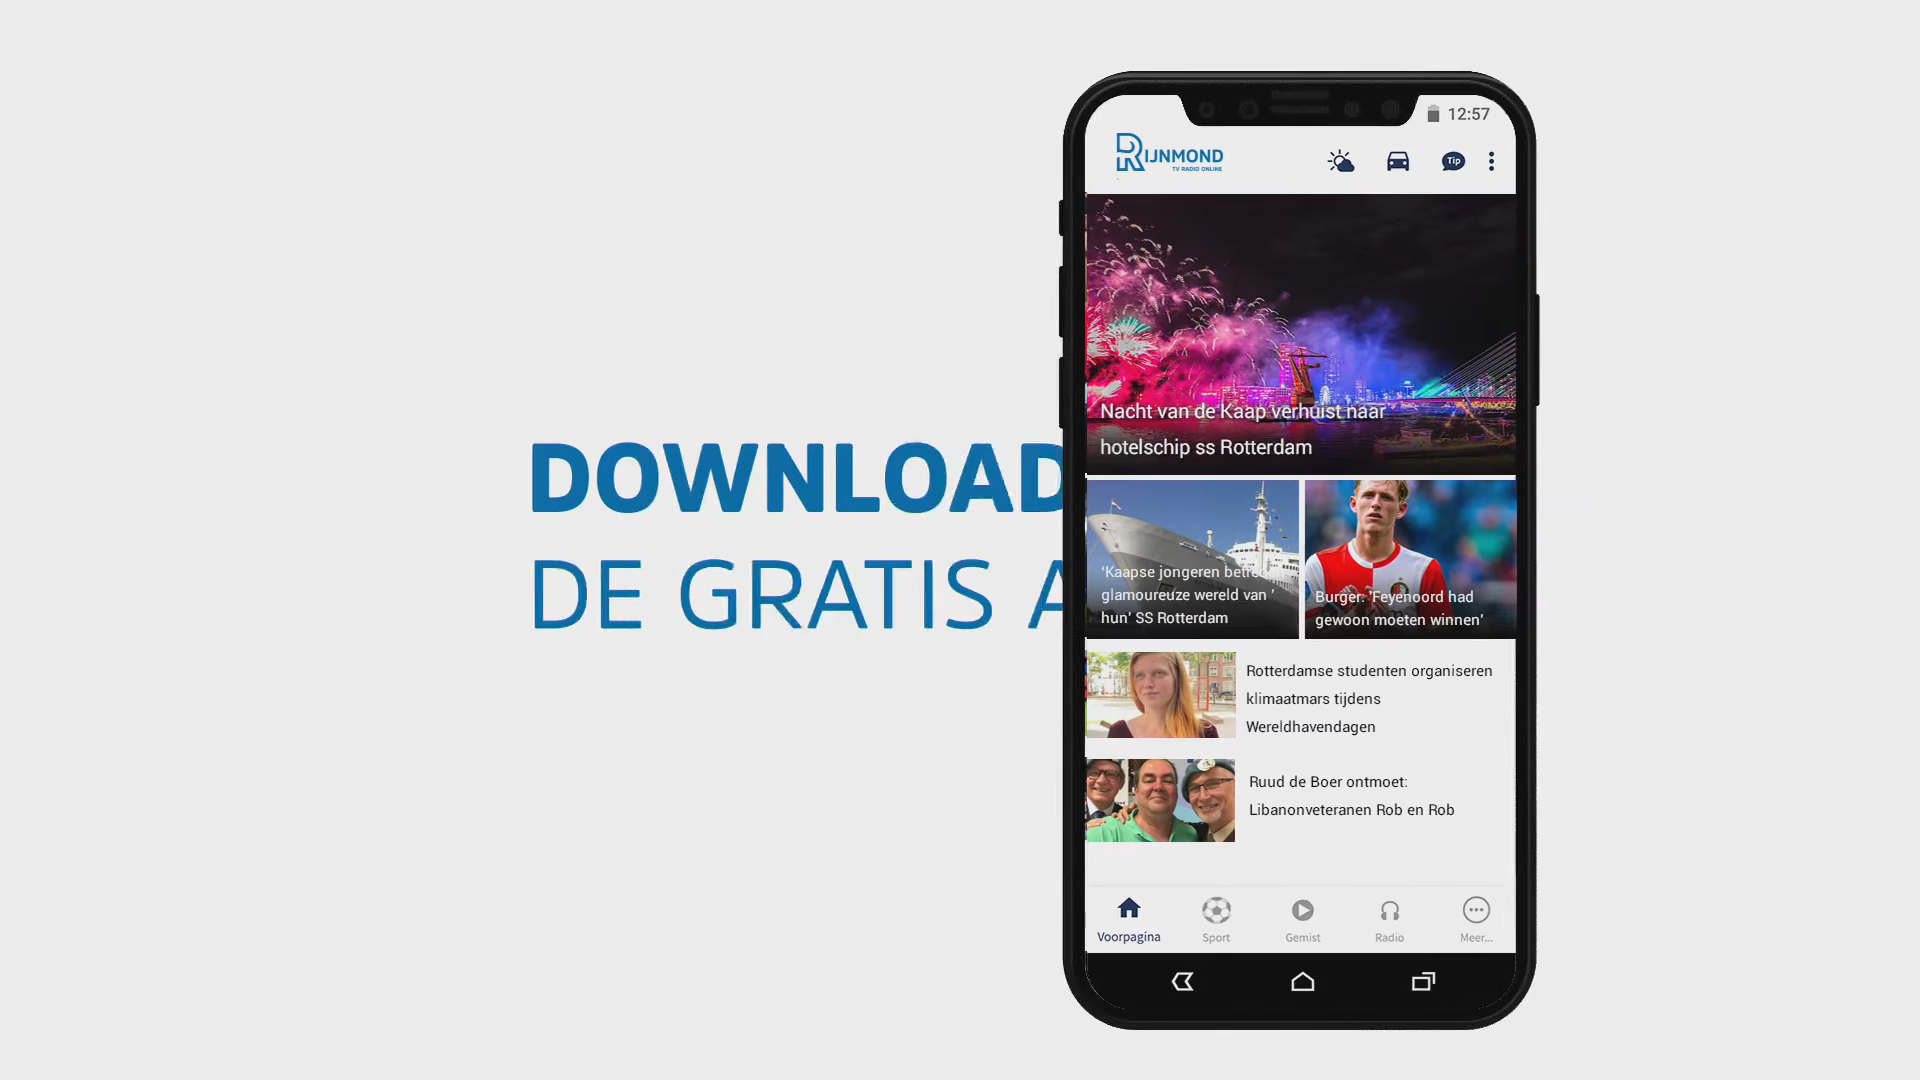 DOWNLOAD
DE GRATIS A
12:57
RIJNMOND
TV RADIO ONLINE
Tip
Nacht van de Kaap verhuist naar
hotelschip ss Rotterdam
‘Kaapse jongeren
glamoureuze wereld van '
hun’ SS Rotterdam
Burger: 'Feyenoord had
gewoon moeten winnen’
Rotterdamse studenten organiseren
klimaatmars tijdens
Wereldhavendagen
Ruud de Boer ontmoet:
Libanonveteranen Rob en Rob
Voorpagina
Sport
Gemist
Radio
Meer...